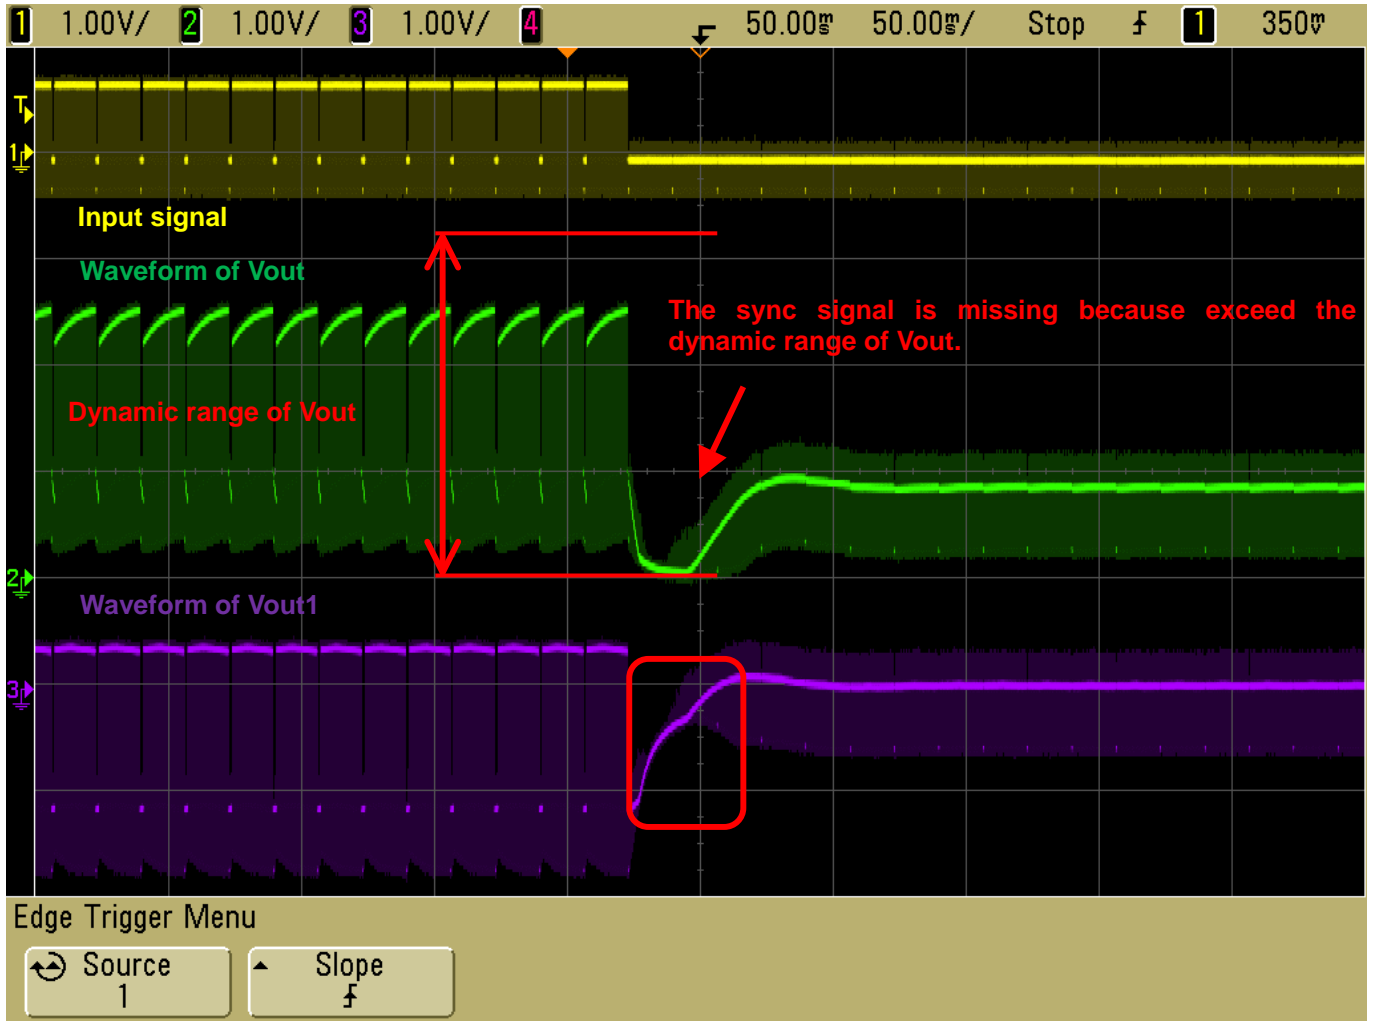 1 1.00V/ 2 1.00V/ 3 1.00V/ 4 50.00ms 50.00ms/ Stop 1 350mV
T
1
Input signal
Waveform of Vout
The sync signal is missing because exceed the
dynamic range of Vout.
Dynamic range of Vout
2
Waveform of Vout1
3
Edge Trigger Menu
Source
1
Slope